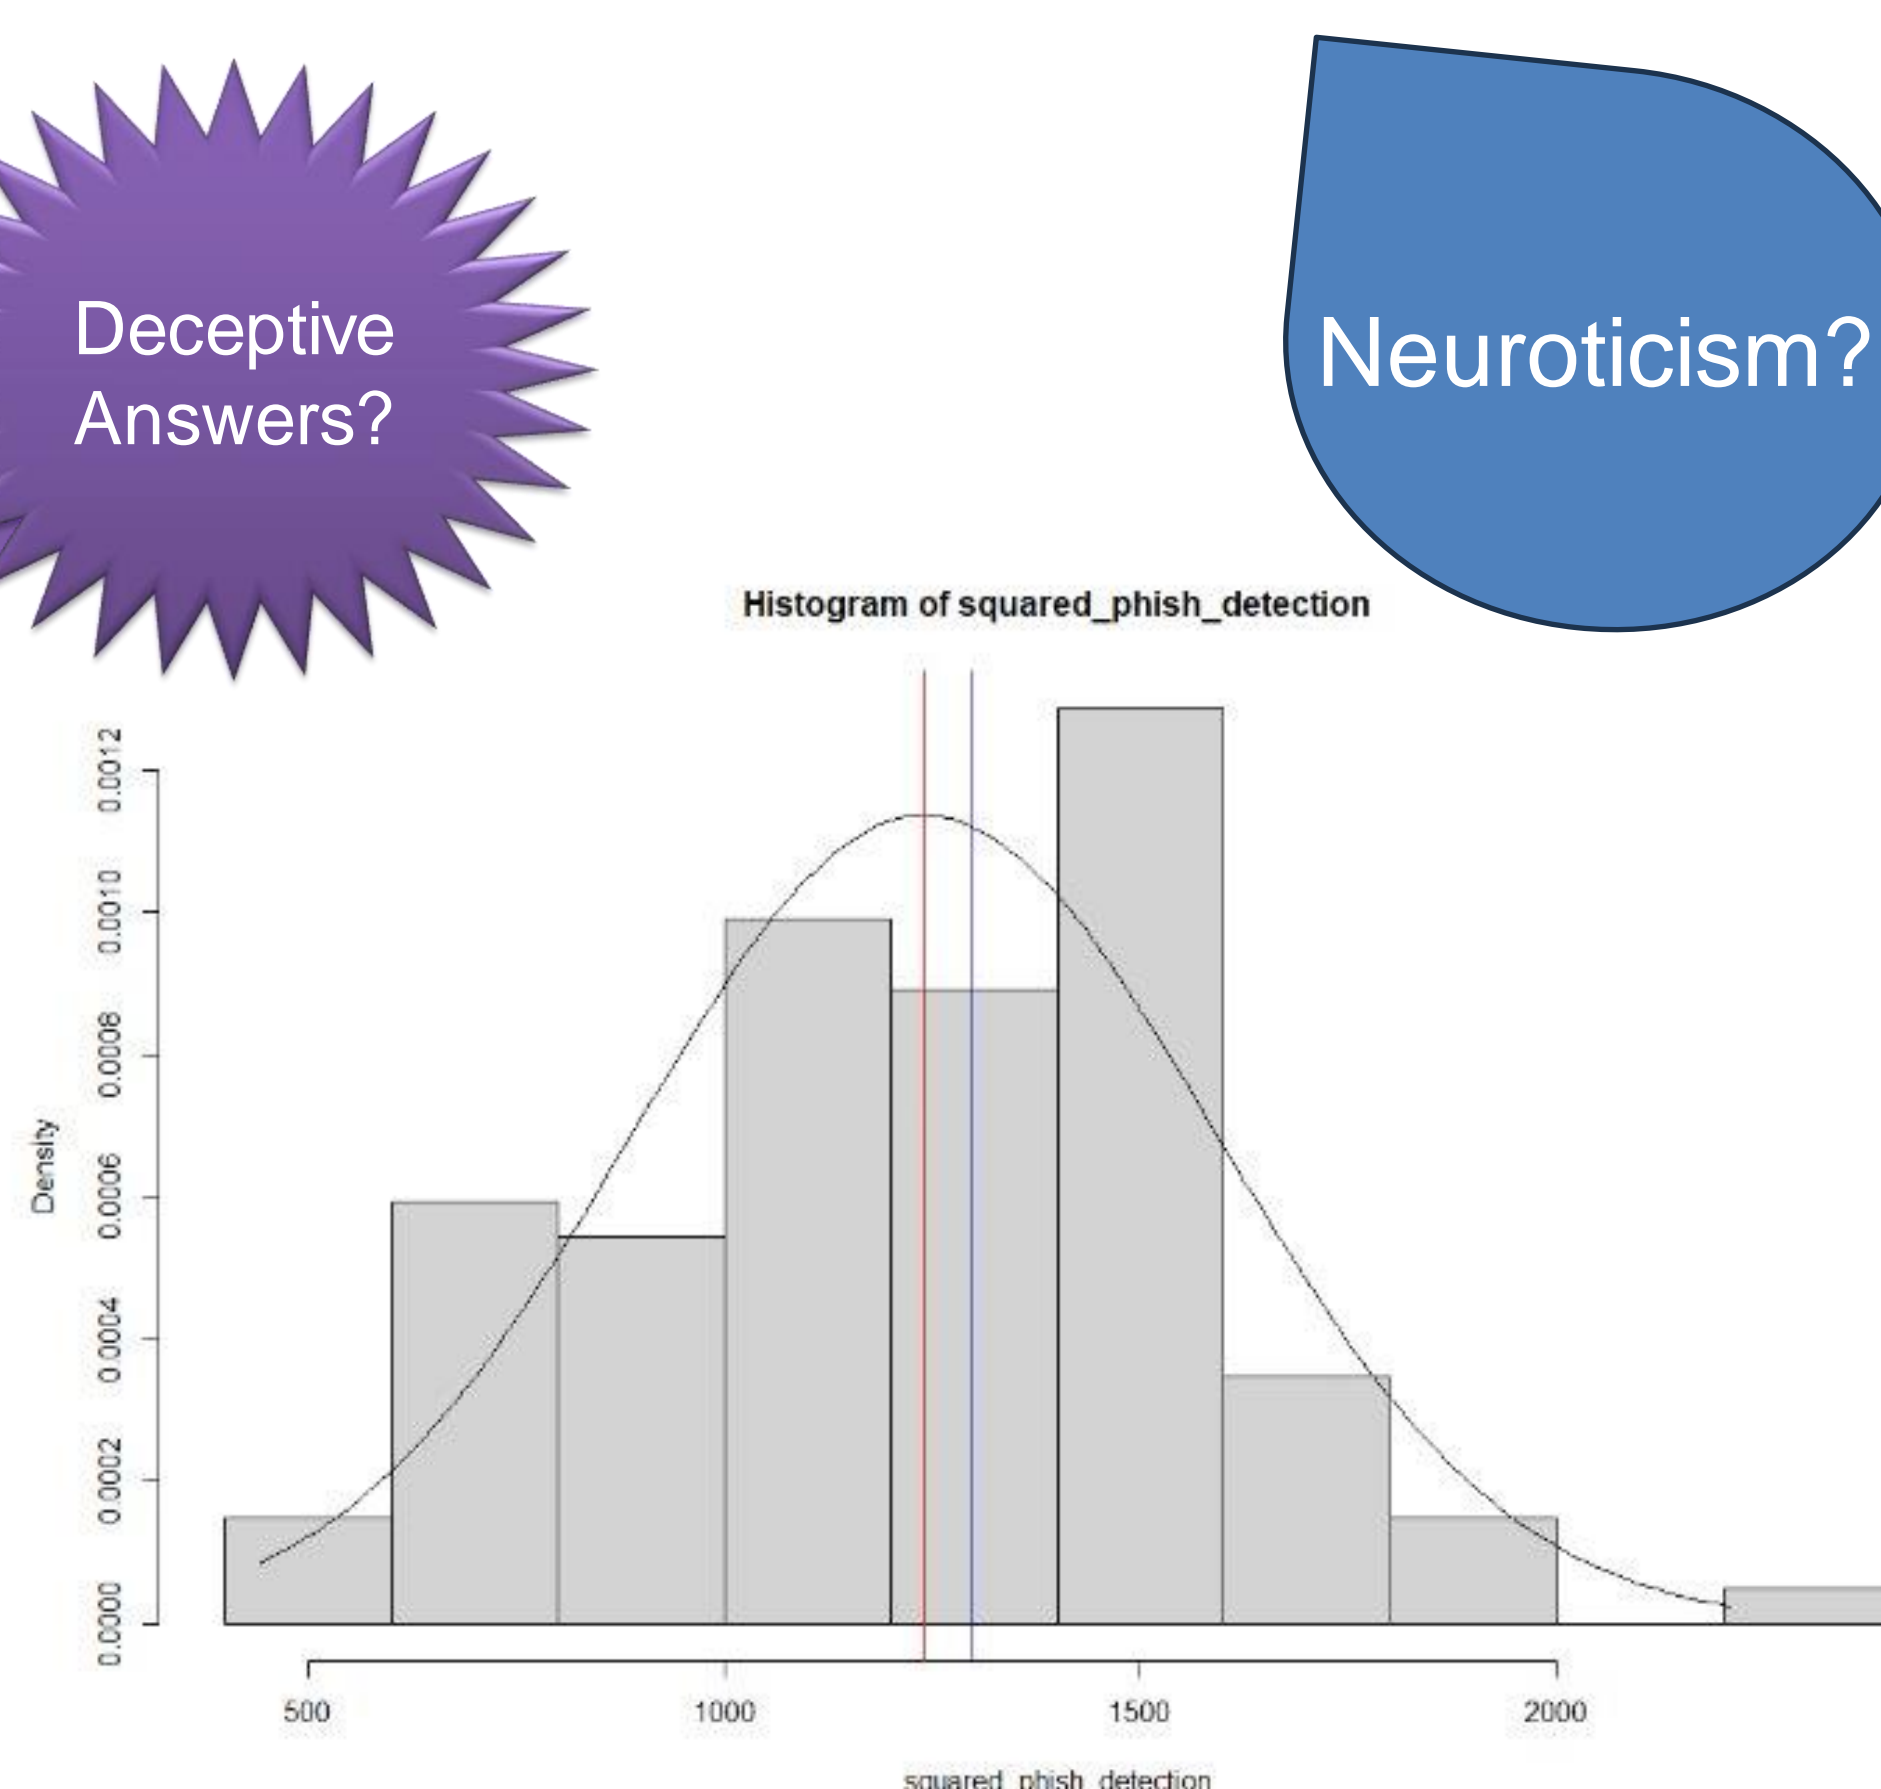 Deceptive
Answers?
Neuroticism?
Histogram of squared_phish_detection
Density
0.0012
0.0010
0.0008
0.0006
0.0004
0.0002
0.0000
500 1000 1500 2000
squared_phish_detection